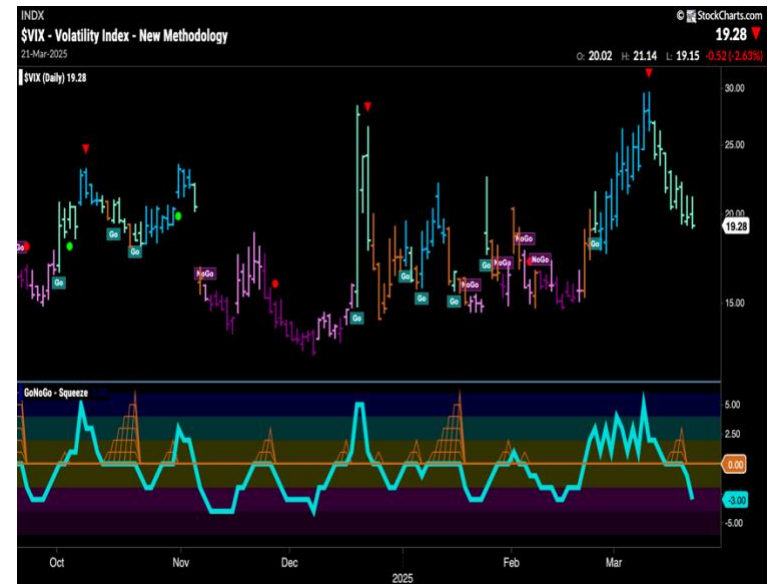 INDX
© StockCharts.com
$VIX - Volatility Index - New Methodology
19.28
21-Mar-2025
O: 20.02 H: 21.14 L: 19.15 -0.52 (-2.63%)
$VIX (Daily) 19.28
30.00
25.00
20.00
19.28
15.00
Go
Go
Go
Go
NoGo
Go
Go
Go
Go
NoGo
Go
NoGo
NoGo
NoGo
Go
GoNoGo - Squeeze
5.00
2.50
0.00
-3.00
-5.00
Oct
Nov
Dec
Feb
Mar
2025